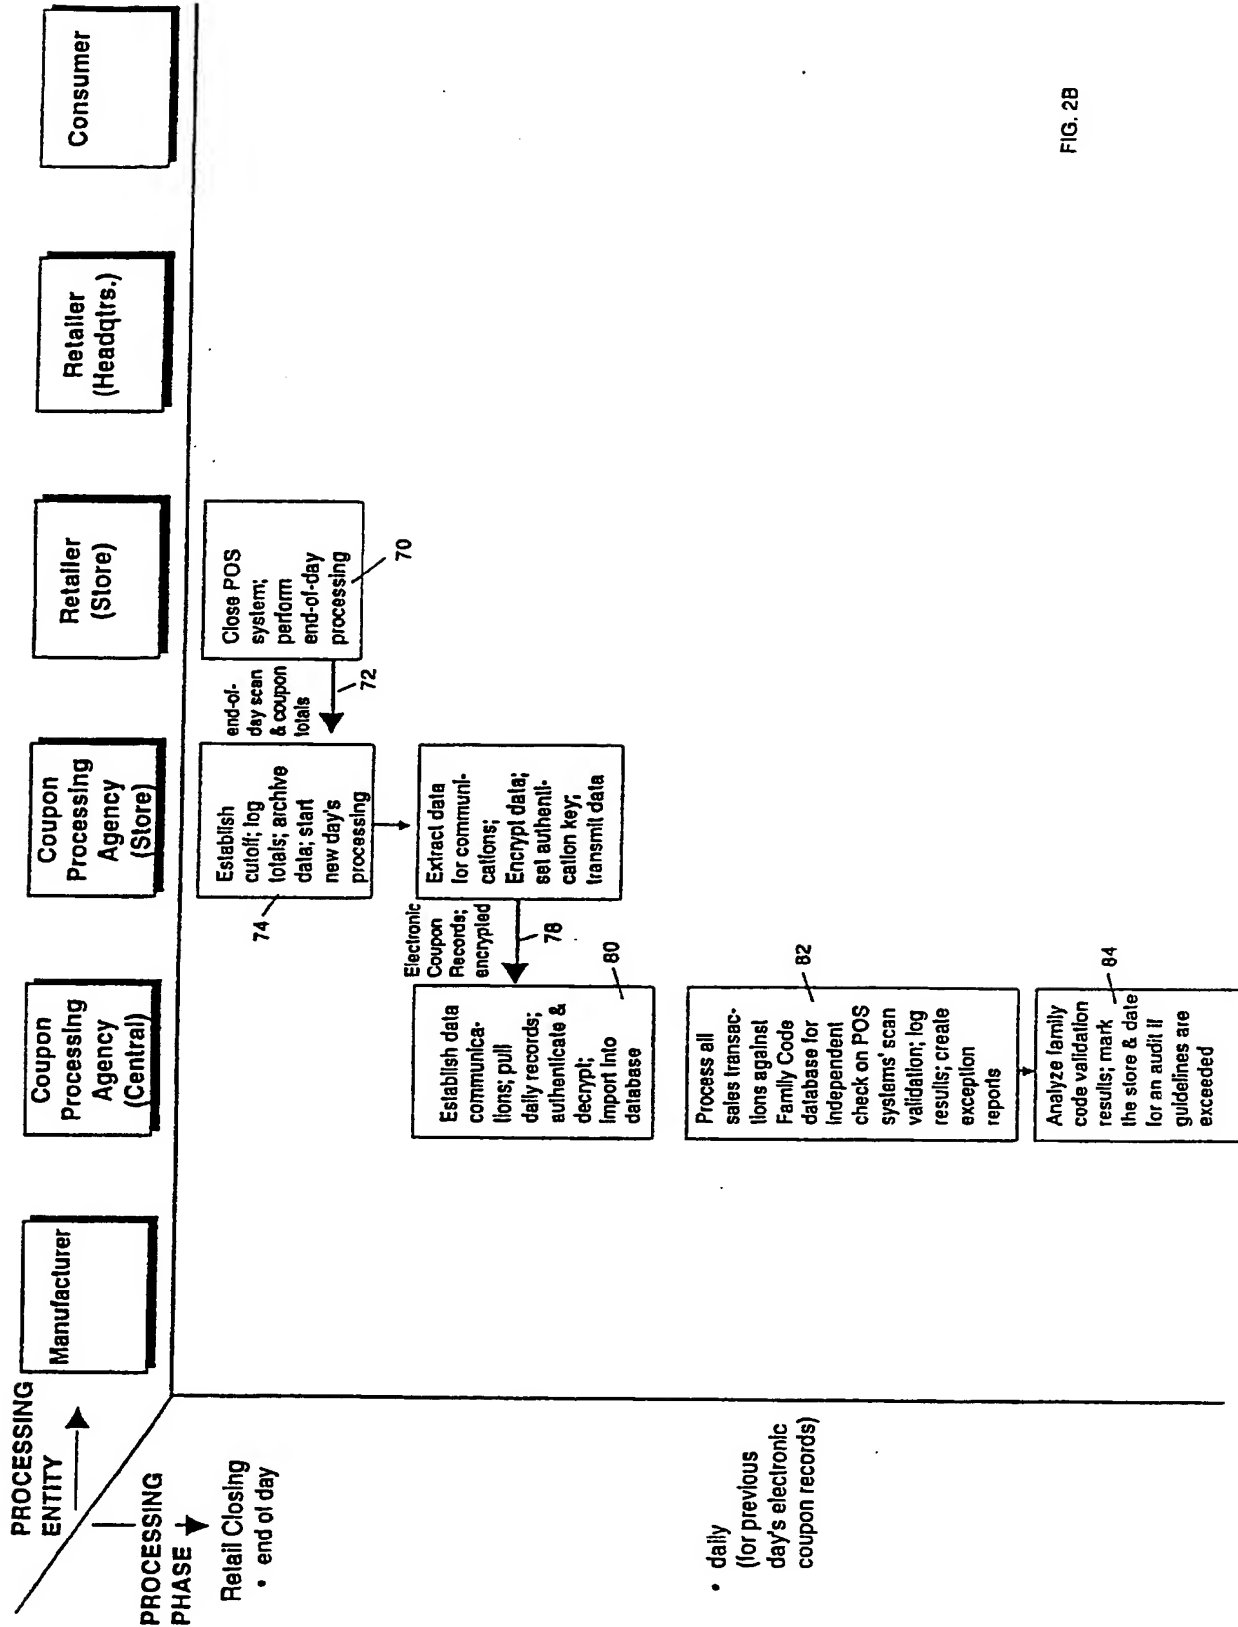 PROCESSING
ENTITY
PROCESSING
PHASE
Manufacturer
Coupon
Processing
Agency
(Central)
Coupon
Processing
Agency
(Store)
Retailer
(Store)
Retailer
(Headqtrs.)
Consumer
Retail Closing
• end of day
Close POS
system;
perform
end-of-day
processing
70
end-of-
day scan
& coupon
totals
72
Establish
cutoff; log
totals; archive
data; start
new day's
processing
74
Extract data
for communi-
cations;
Encrypt data;
set authenti-
cation key;
transmit data
Electronic
Coupon
Records;
encrypted
78
Establish data
communica-
tions; pull
daily records;
authenticate &
decrypt;
import into
database
80
• daily
(for previous
day's electronic
coupon records)
Process all
sales transac-
tions against
Family Code
database for
independent
check on POS
systems' scan
validation; log
results; create
exception
reports
82
Analyze family
code validation
results; mark
the store & date
for an audit if
guidelines are
exceeded
84
FIG. 2B